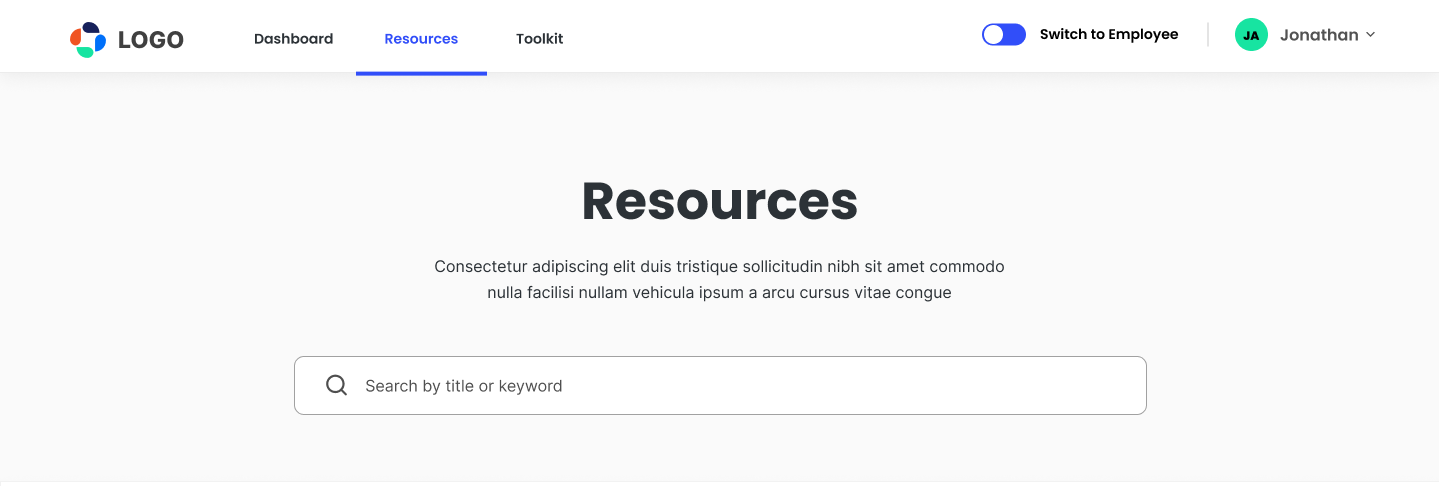 LOGO
Dashboard
Resources
Toolkit
Switch to Employee
JA
Jonathan
Resources
Consectetur adipiscing elit duis tristique sollicitudin nibh sit amet commodo
nulla facilisi nullam vehicula ipsum a arcu cursus vitae congue
Search by title or keyword